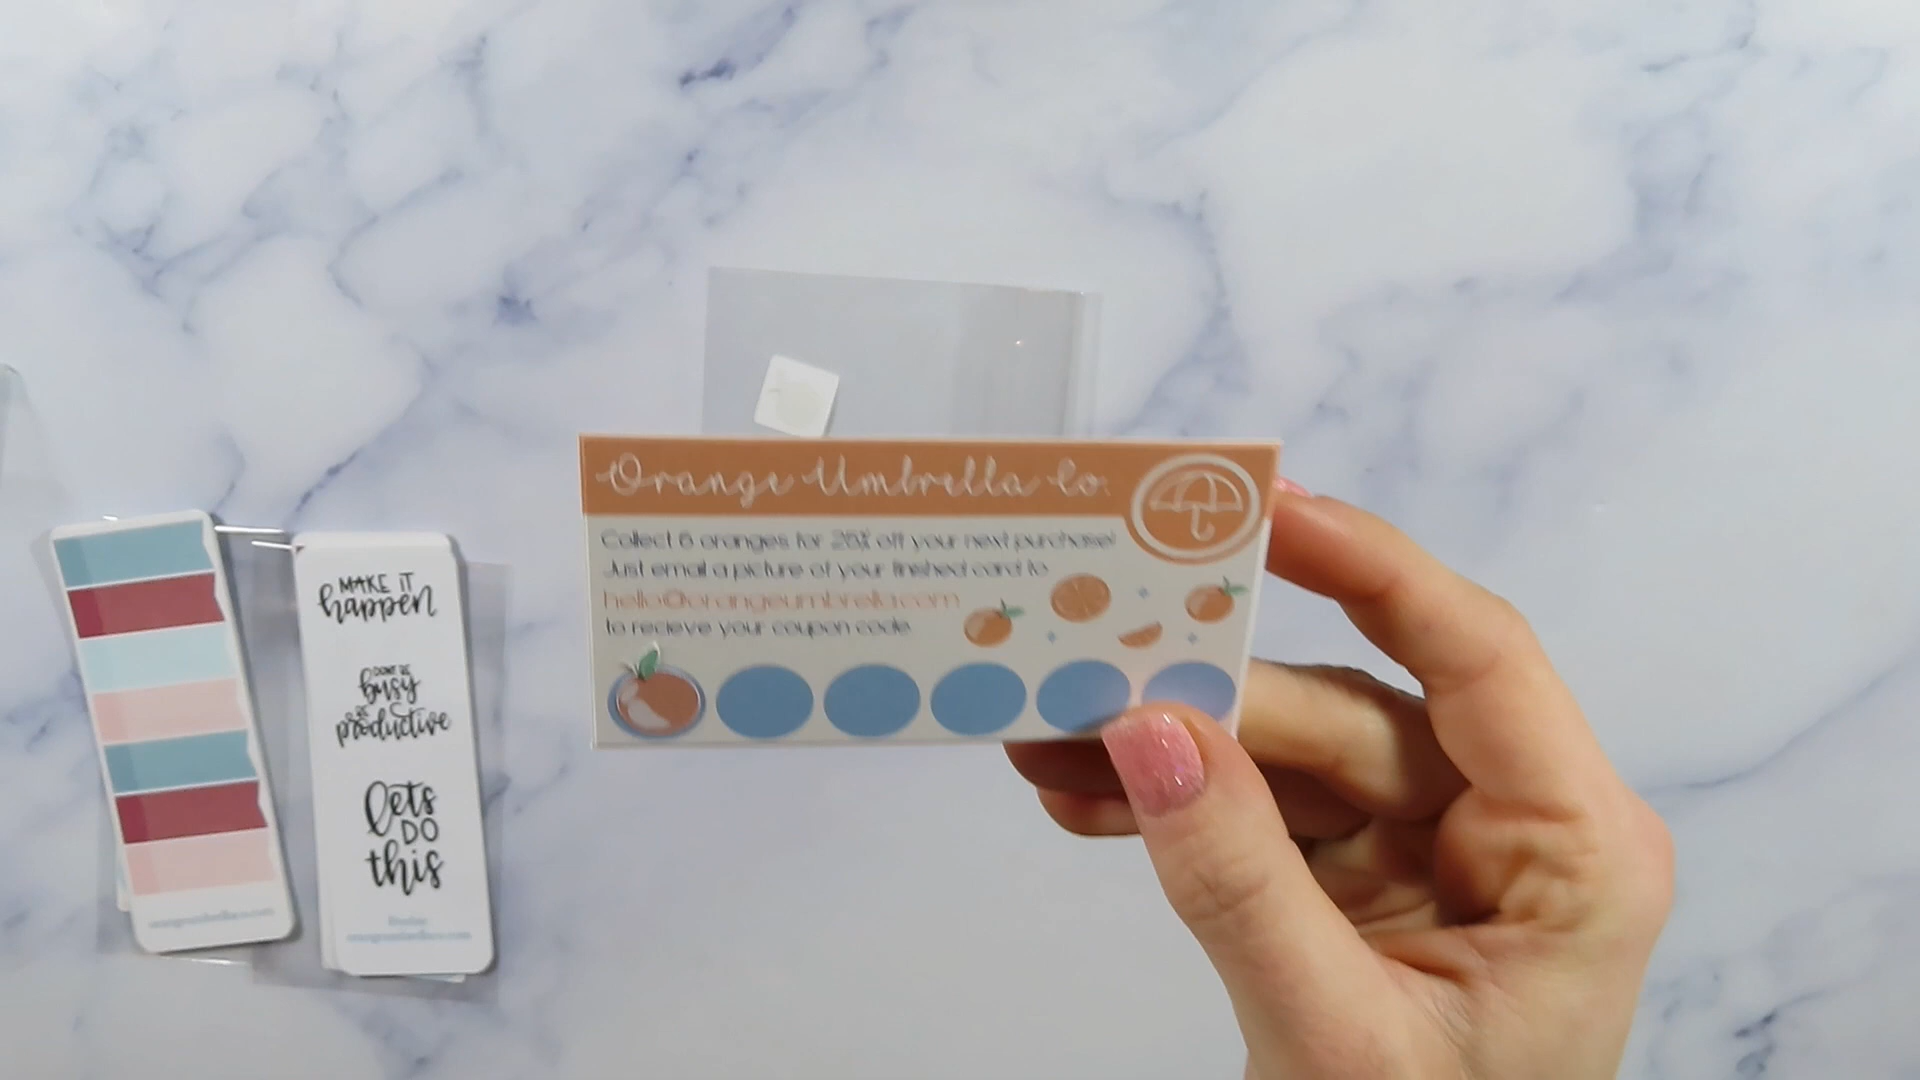 Orange Umbrella Co.
Collect 6 oranges for 25% off your next purchase!
Just email a picture of your finished card to
hello@orangeumbrella.com
to recieve your coupon code.
MAKE IT
happen
DON'T BE
busy
BE
productive
lets
DO
this